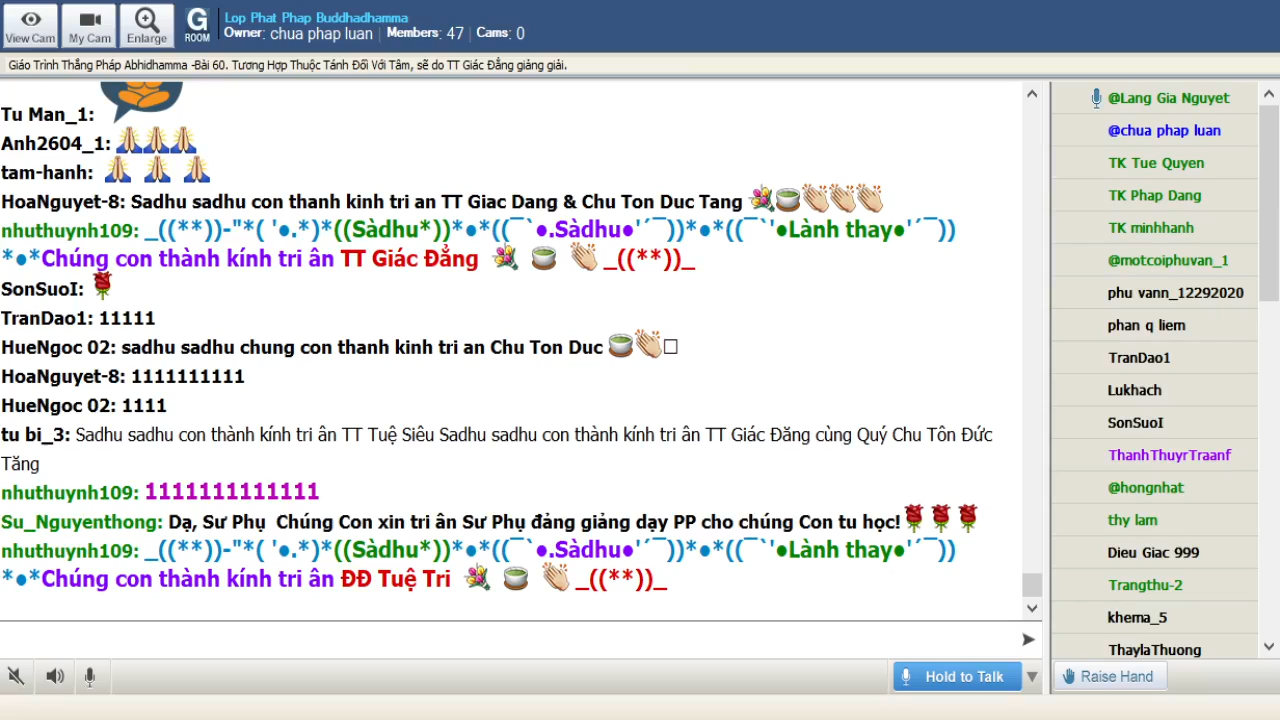 View Cam
My Cam
Enlarge
G
ROOM
Lop Phat Phap Buddhadhamma
Owner: chua phap luan | Members: 47 | Cams: 0
Giáo Trình Thắng Pháp Abhidhamma -Bài 60. Tương Hợp Thuộc Tánh Đối Với Tâm, sẽ do TT Giác Đẳng giảng giải.
Tu Man_1:
Anh2604_1:
tam-hanh:
HoaNguyet-8: Sadhu sadhu con thanh kinh tri an TT Giac Dang & Chu Ton Duc Tang
nhuthuynh109: _((**))-"*( '●.*)*((Sàdhu*))*●*((¯`●.Sàdhu●'´¯))*●*((¯`'●Lành thay●'´¯))
*●*Chúng con thành kính tri ân TT Giác Đẳng _((**))_
SonSuoI:
TranDao1: 11111
HueNgoc 02: sadhu sadhu chung con thanh kinh tri an Chu Ton Duc
HoaNguyet-8: 1111111111
HueNgoc 02: 1111
tu bi_3: Sadhu sadhu con thành kính tri ân TT Tuệ Siêu Sadhu sadhu con thành kính tri ân TT Giác Đăng cùng Quý Chu Tôn Đức
Tăng
nhuthuynh109: 1111111111111
Su_Nguyenthong: Dạ, Sư Phụ Chúng Con xin tri ân Sư Phụ đảng giảng dạy PP cho chúng Con tu học!
nhuthuynh109: _((**))-"*( '●.*)*((Sàdhu*))*●*((¯`●.Sàdhu●'´¯))*●*((¯`'●Lành thay●'´¯))
*●*Chúng con thành kính tri ân ĐĐ Tuệ Tri _((**))_
@Lang Gia Nguyet
@chua phap luan
TK Tue Quyen
TK Phap Dang
TK minhhanh
@motcoiphuvan_1
phu vann_12292020
phan q liem
TranDao1
Lukhach
SonSuoI
ThanhThuyrTraanf
@hongnhat
thy lam
Dieu Giac 999
Trangthu-2
khema_5
ThaylaThuong
Hold to Talk
Raise Hand